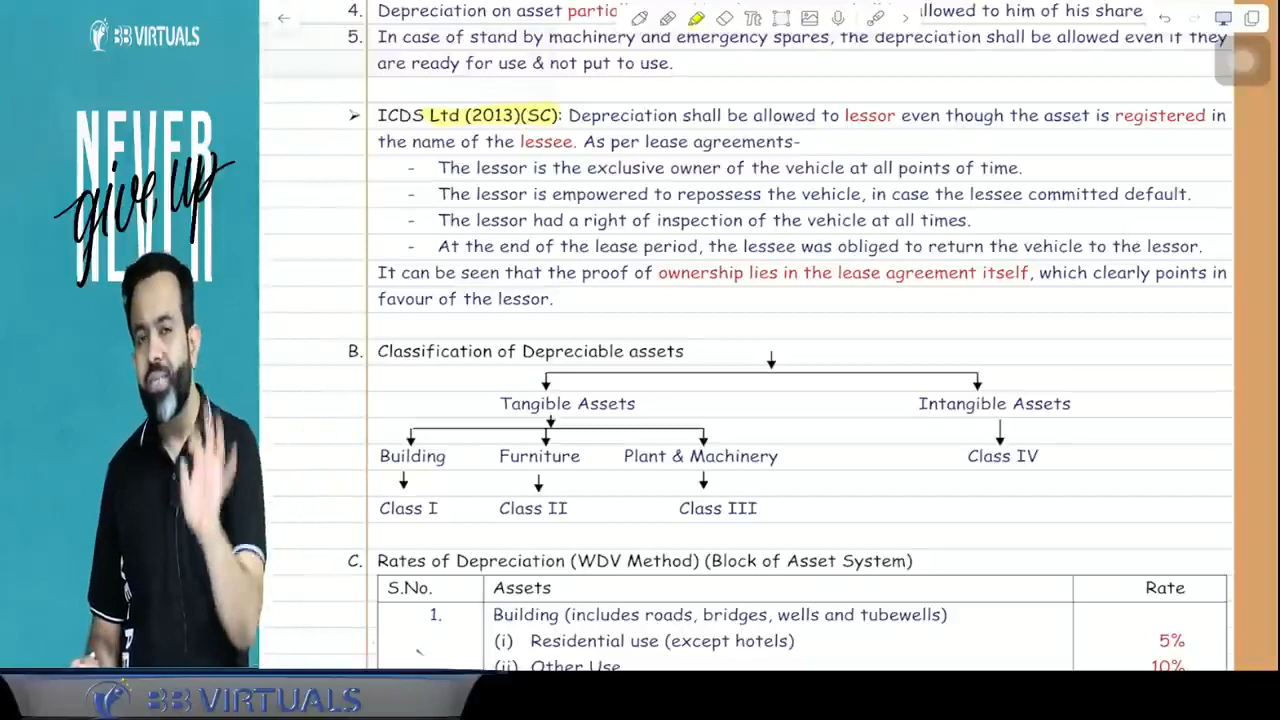 BB VIRTUALS
NEVER
give up
NEVER
4. Depreciation on asset partia
allowed to him of his share
5. In case of stand by machinery and emergency spares, the depreciation shall be allowed even if they
are ready for use & not put to use.
➢ ICDS Ltd (2013)(SC): Depreciation shall be allowed to lessor even though the asset is registered in
the name of the lessee. As per lease agreements-
- The lessor is the exclusive owner of the vehicle at all points of time.
- The lessor is empowered to repossess the vehicle, in case the lessee committed default.
- The lessor had a right of inspection of the vehicle at all times.
- At the end of the lease period, the lessee was obliged to return the vehicle to the lessor.
It can be seen that the proof of ownership lies in the lease agreement itself, which clearly points in
favour of the lessor.
B. Classification of Depreciable assets
Tangible Assets Intangible Assets
Building Furniture Plant & Machinery Class IV
Class I Class II Class III
C. Rates of Depreciation (WDV Method) (Block of Asset System)
S.No. Assets Rate
1. Building (includes roads, bridges, wells and tubewells)
(i) Residential use (except hotels) 5%
(ii) Other Use 10%
BB VIRTUALS